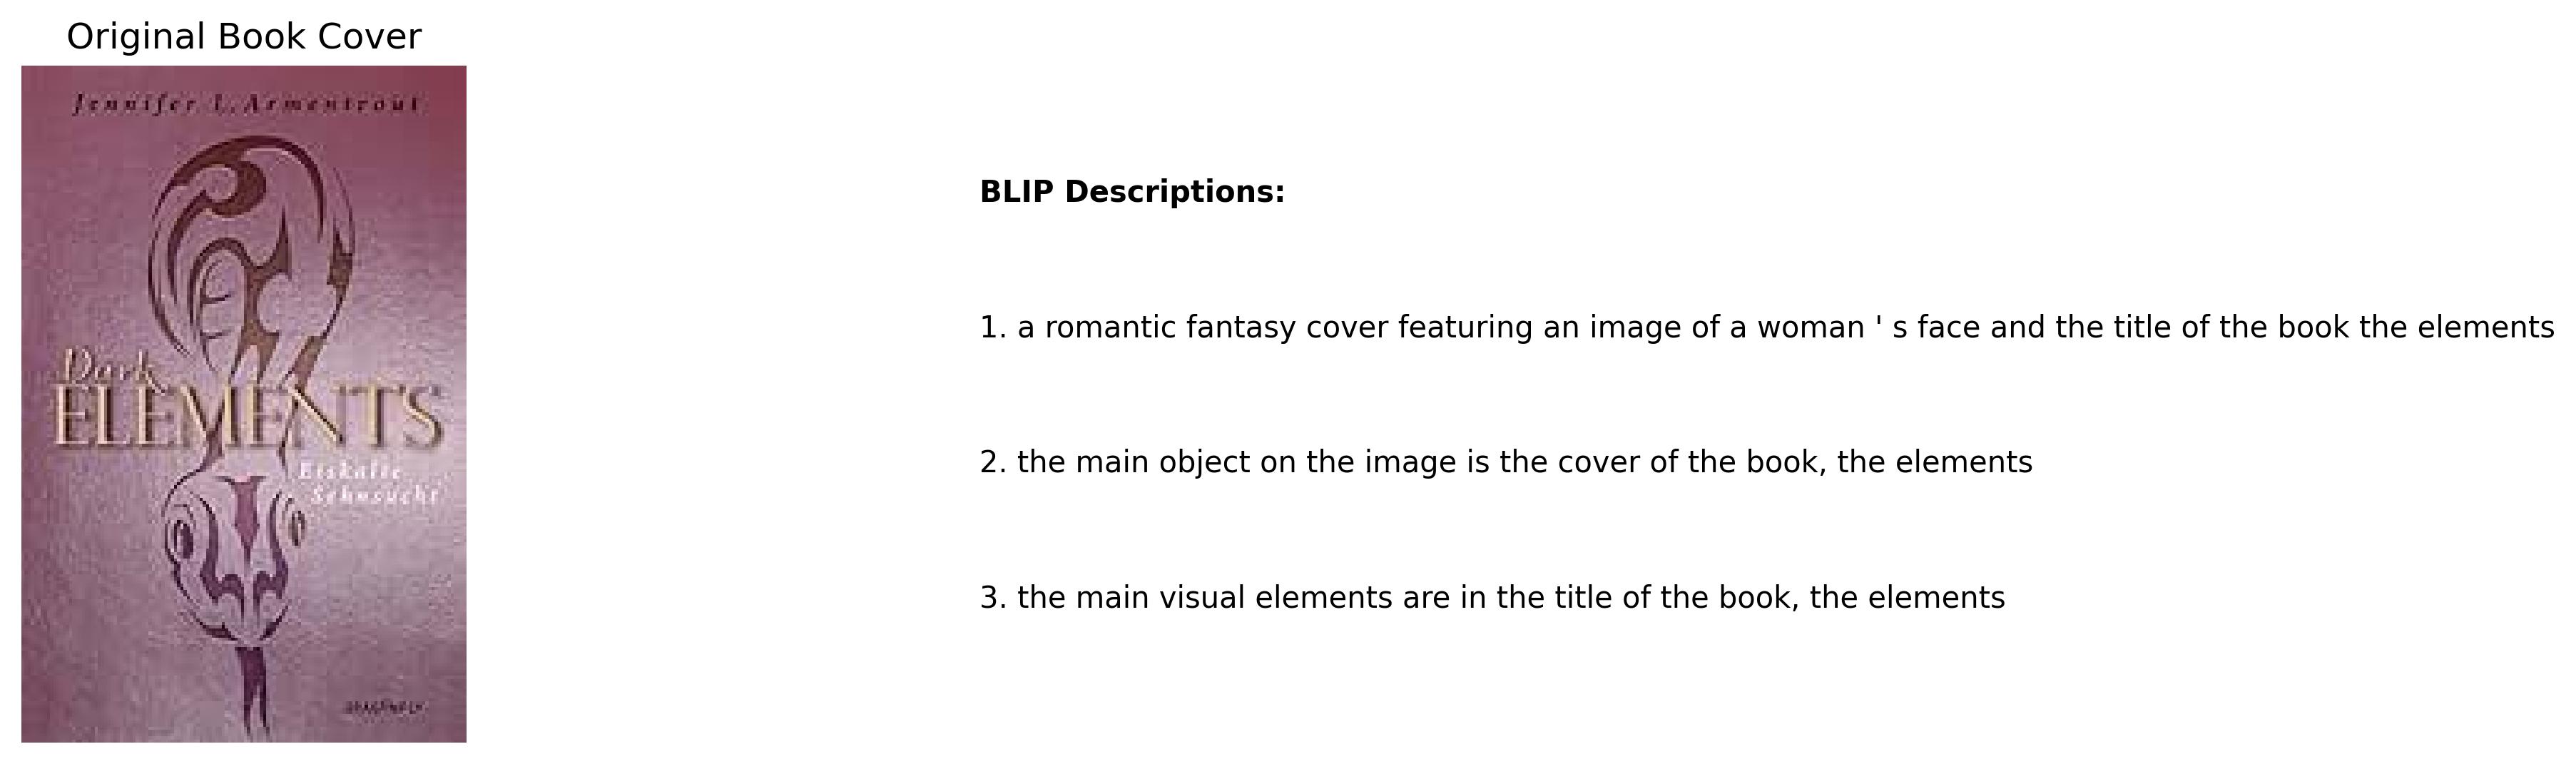 Original Book Cover
Jennifer L. Armentrout
Dark
ELEMENTS
Eiskalte
Sehnsucht
DRAGONFLY
BLIP Descriptions:
1. a romantic fantasy cover featuring an image of a woman ' s face and the title of the book the elements
2. the main object on the image is the cover of the book, the elements
3. the main visual elements are in the title of the book, the elements